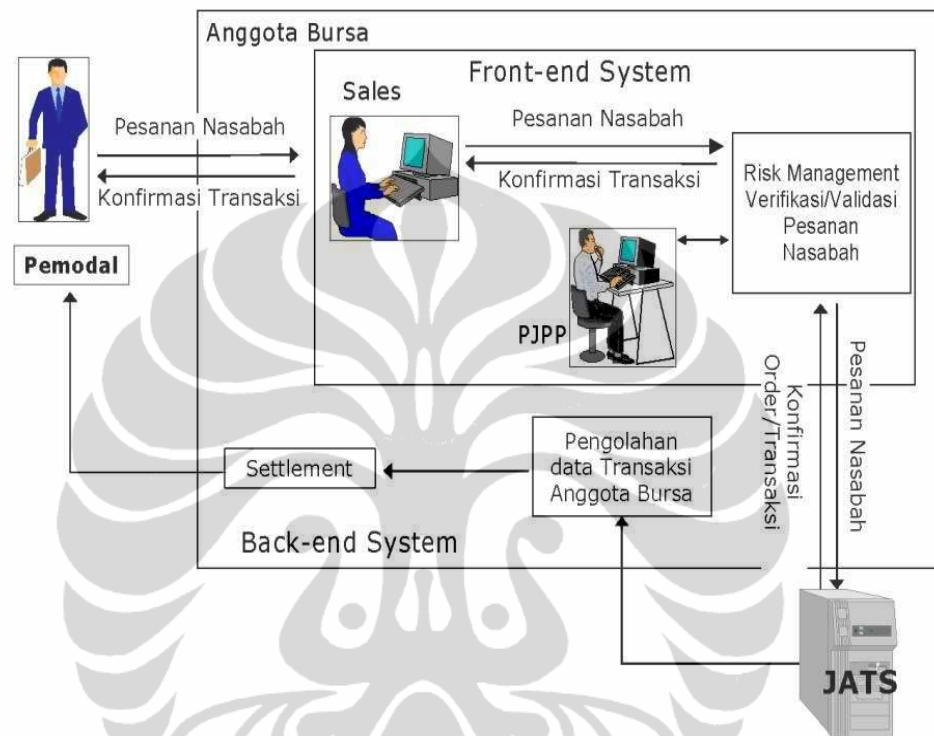 Anggota Bursa
Front-end System
Sales
Pesanan Nasabah
Konfirmasi Transaksi
Pemodal
Pesanan Nasabah
Konfirmasi Transaksi
Risk Management
Verifikasi/Validasi
Pesanan
Nasabah
PJPP
Konfirmasi
Order/Transaksi
Pesanan Nasabah
Pengolahan
data Transaksi
Anggota Bursa
Settlement
Back-end System
JATS